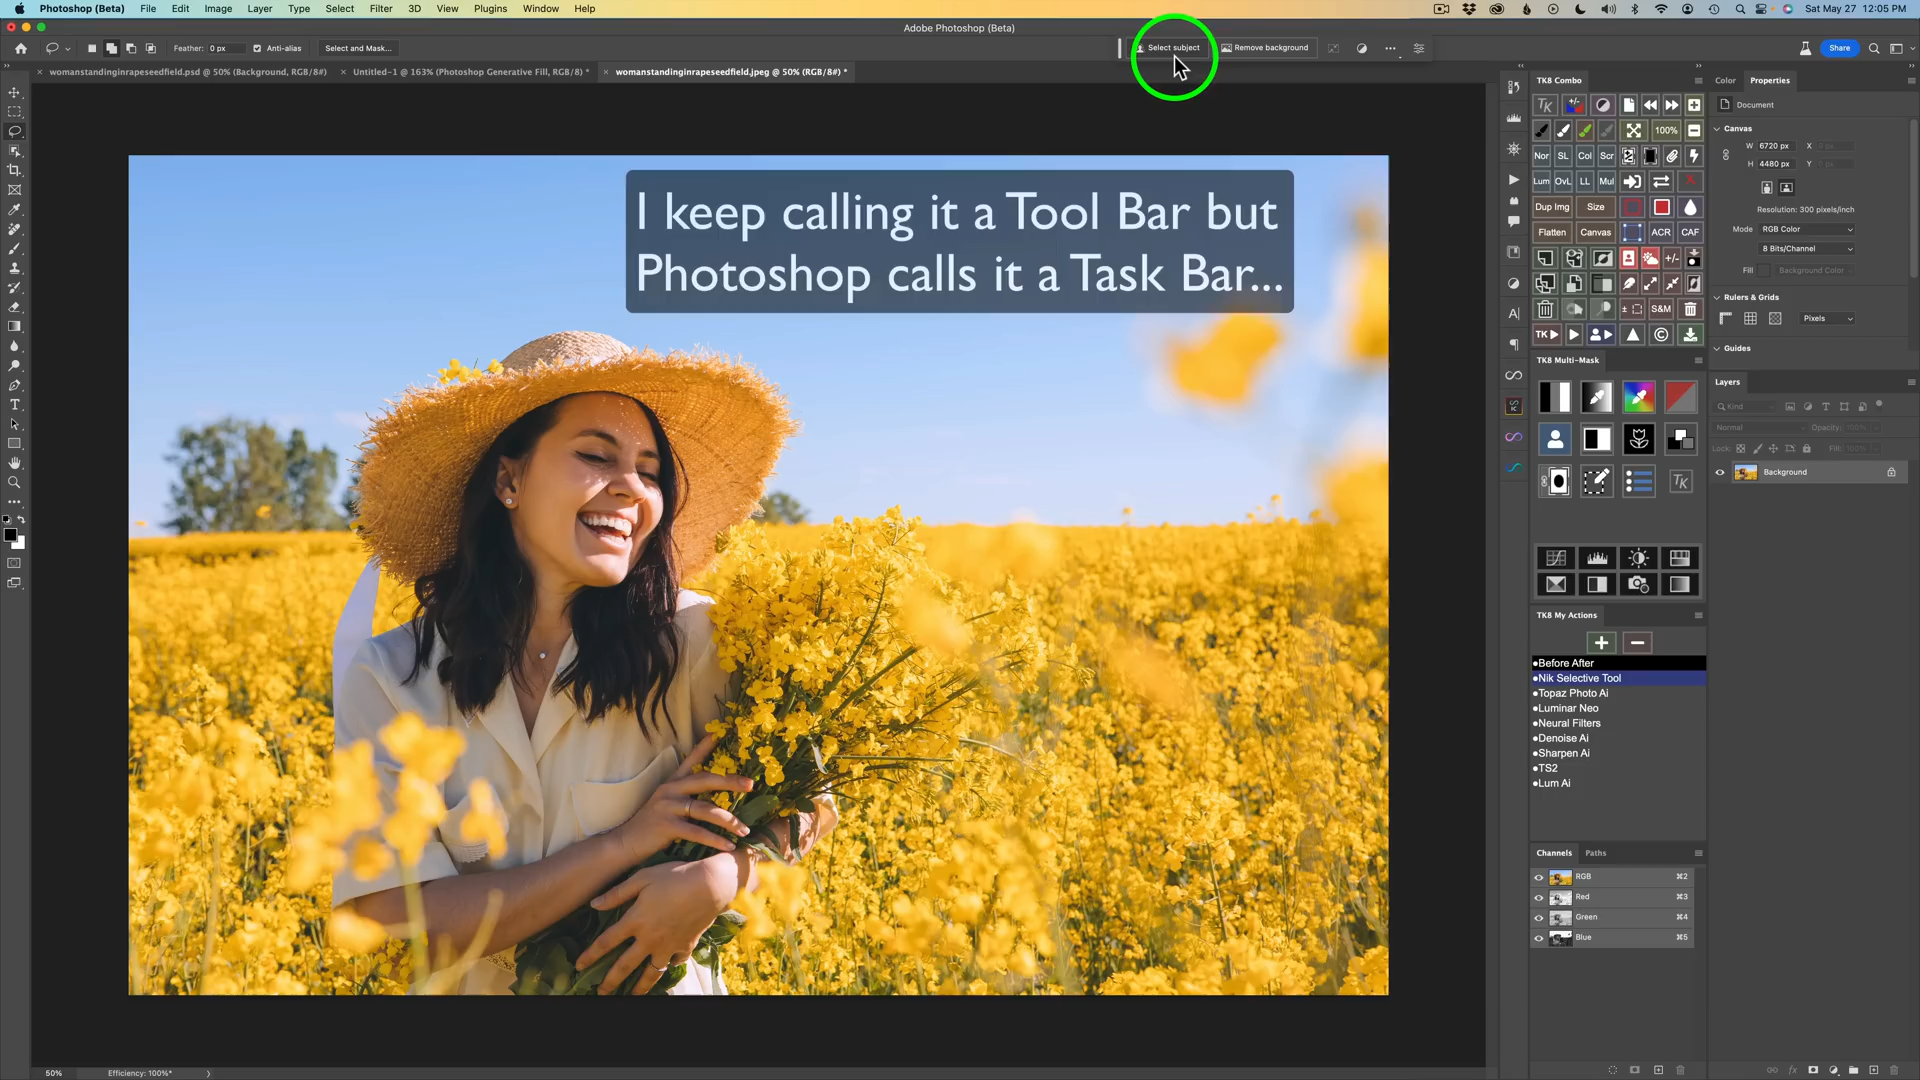 Photoshop (Beta) File Edit Image Layer Type Select Filter 3D View Plugins Window Help Sat May 27 12:05 PM
Adobe Photoshop (Beta)
Feather: 0 px Anti-alias Select and Mask... Select subject Remove background Share
womanstandinginrapeseedfield.psd @ 50% (Background, RGB/8#) Untitled-1 @ 163% (Photoshop Generative Fill, RGB/8) * womanstandinginrapeseedfield.jpeg @ 50% (RGB/8#) *
I keep calling it a Tool Bar but
Photoshop calls it a Task Bar...
TK8 Combo
TK +/-
100%
Nor SL Col Scr
Lum OvL LL Mul
Dup Img Size
Flatten Canvas ACR CAF
+/-
S&M
TK
TK8 Multi-Mask
TK
TK8 My Actions
Before After
Nik Selective Tool
Topaz Photo Ai
Luminar Neo
Neural Filters
Denoise Ai
Sharpen Ai
TS2
Lum Ai
Channels Paths
RGB ⌘2
Red ⌘3
Green ⌘4
Blue ⌘5
Color Properties
Document
Canvas
W 6720 px X 0 px
H 4480 px Y 0 px
Resolution: 300 pixels/inch
Mode RGB Color
8 Bits/Channel
Fill Background Color
Rulers & Grids
Pixels
Guides
Layers
Kind
Normal Opacity: 100%
Lock: Fill: 100%
Background
50% Efficiency: 100%*